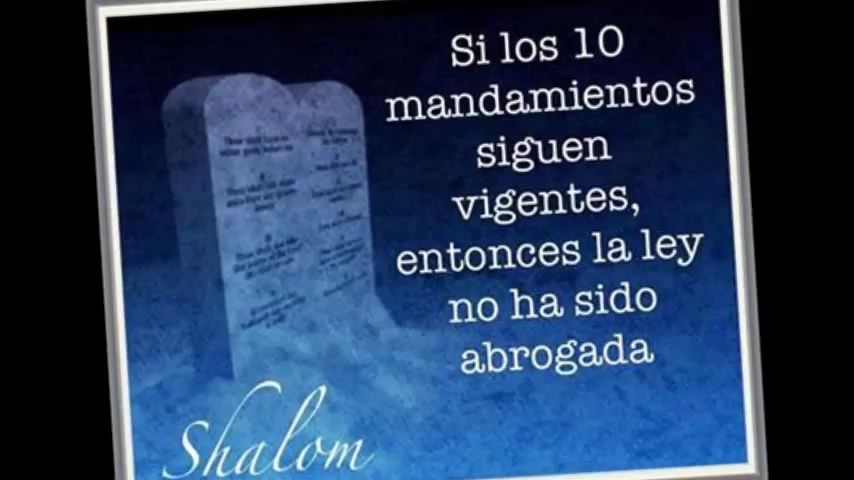 Si los 10
mandamientos
siguen
vigentes,
entonces la ley
no ha sido
abrogada
Shalom